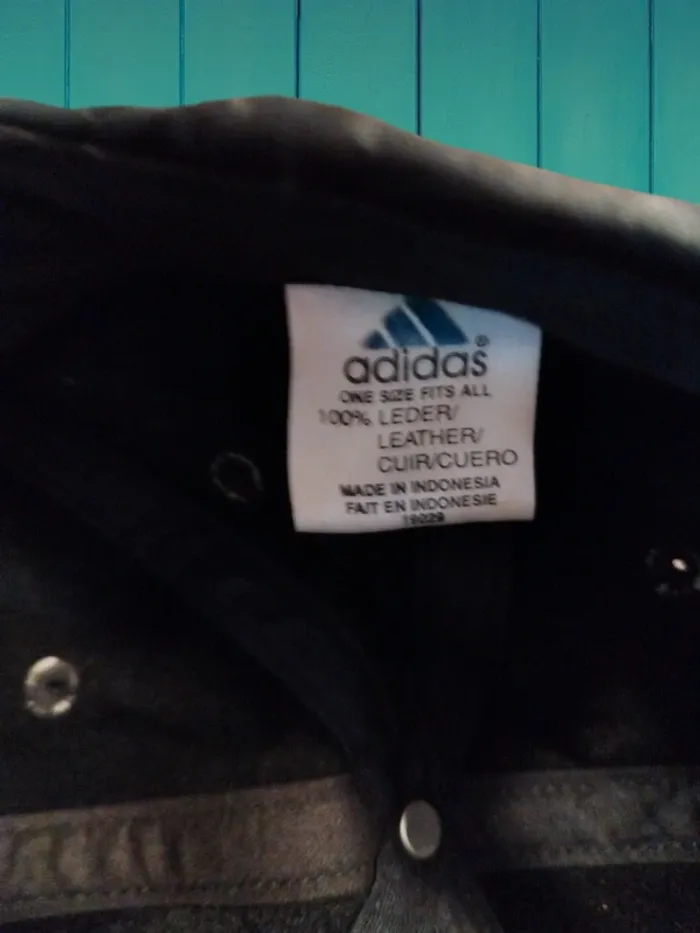 adidas®
ONE SIZE FITS ALL
100% LEDER/
LEATHER/
CUIR/CUERO
MADE IN INDONESIA
FAIT EN INDONESIE